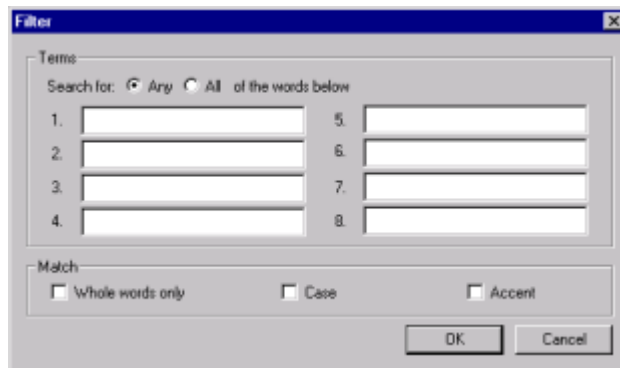 Filter
Terms
Search for: Any All of the words below
1. 5.
2. 6.
3. 7.
4. 8.
Match
Whole words only Case Accent
OK Cancel